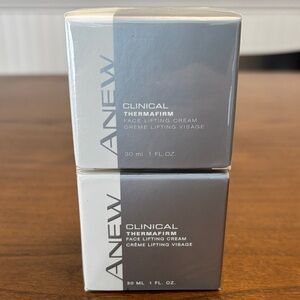 ANEW
CLINICAL
THERMAFIRM
FACE LIFTING CREAM
CRÈME LIFTING VISAGE
30 ml 1 FL. OZ.
ANEW
CLINICAL
THERMAFIRM
FACE LIFTING CREAM
CRÈME LIFTING VISAGE
30 ML 1 FL. OZ.